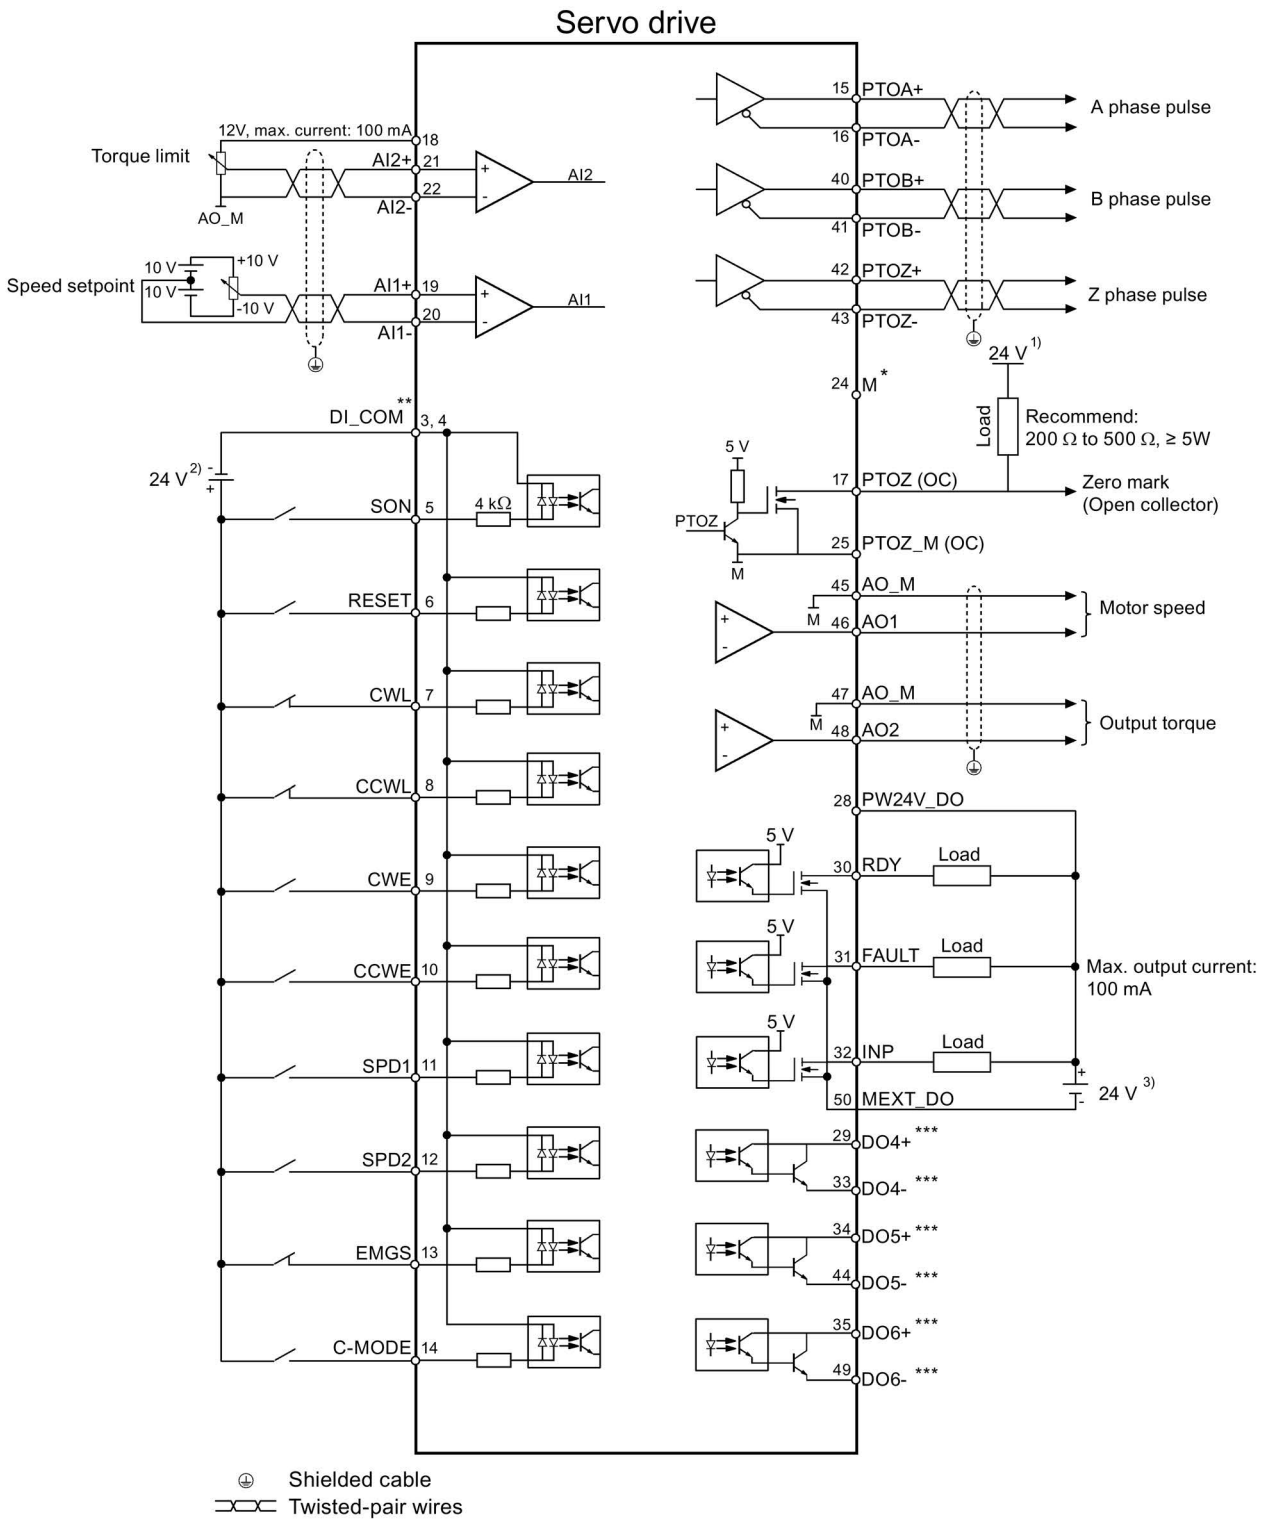 Servo drive
12V, max. current: 100 mA
18
Torque limit
AI2+
21
22
AI2-
AO_M
+
-
AI2
10 V
+10 V
Speed setpoint
10 V
-10 V
AI1+
19
20
AI1-
+
-
AI1
DI_COM **
3, 4
24 V 2)
-
+
SON
5
4 kΩ
RESET
6
CWL
7
CCWL
8
CWE
9
CCWE
10
SPD1
11
SPD2
12
EMGS
13
C-MODE
14
15
PTOA+
16
PTOA-
A phase pulse
40
PTOB+
41
PTOB-
B phase pulse
42
PTOZ+
43
PTOZ-
Z phase pulse
24 V 1)
24
M *
Load
Recommend:
200 Ω to 500 Ω, ≥ 5W
5 V
17
PTOZ (OC)
Zero mark
(Open collector)
PTOZ
25
PTOZ_M (OC)
M
45
AO_M
M
46
AO1
+
-
Motor speed
47
AO_M
M
48
AO2
+
-
Output torque
28
PW24V_DO
5 V
30
RDY
Load
5 V
31
FAULT
Load
Max. output current:
100 mA
5 V
32
INP
Load
+
24 V 3)
-
50
MEXT_DO
29
DO4+ ***
33
DO4- ***
34
DO5+ ***
44
DO5- ***
35
DO6+ ***
49
DO6- ***
Shielded cable
Twisted-pair wires